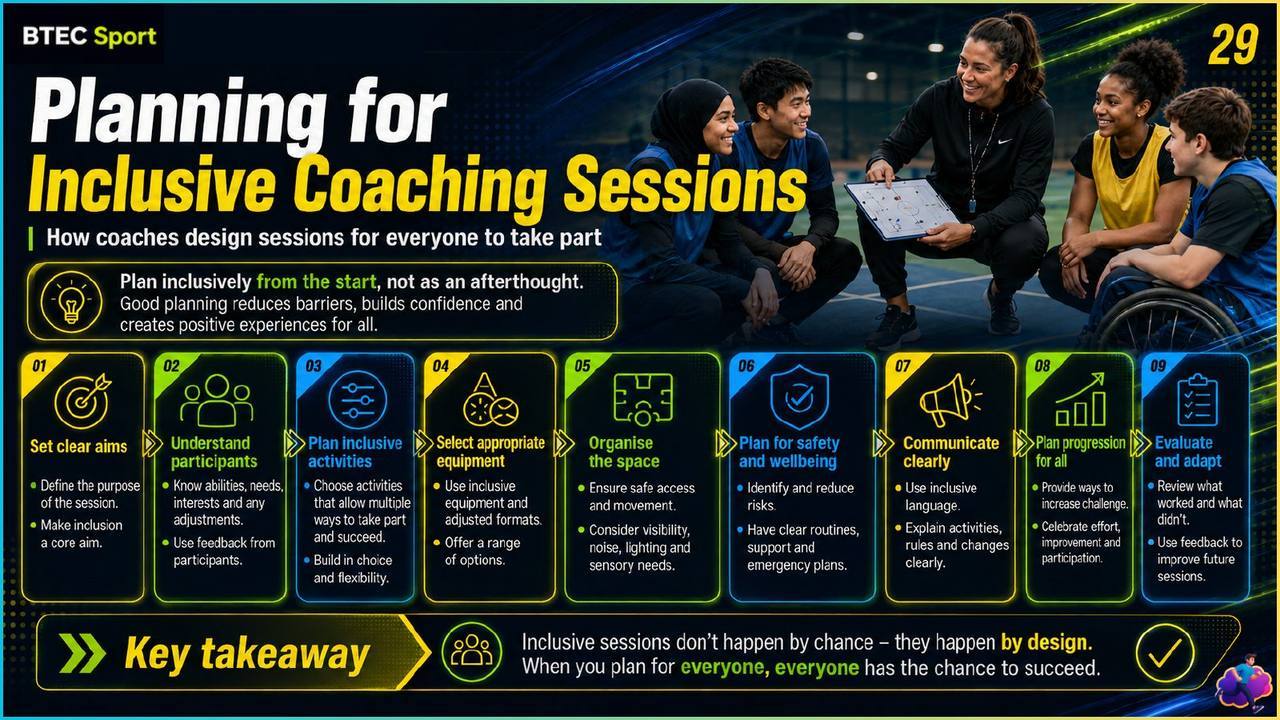 BTEC Sport
29
Planning for
Inclusive Coaching Sessions
How coaches design sessions for everyone to take part
Plan inclusively from the start, not as an afterthought.
Good planning reduces barriers, builds confidence and
creates positive experiences for all.
01
Set clear aims
• Define the purpose
of the session.
• Make inclusion
a core aim.
02
Understand
participants
• Know abilities, needs,
interests and any
adjustments.
• Use feedback from
participants.
03
Plan inclusive
activities
• Choose activities
that allow multiple
ways to take part
and succeed.
• Build in choice
and flexibility.
04
Select appropriate
equipment
• Use inclusive
equipment and
adjusted formats.
• Offer a range
of options.
05
Organise
the space
• Ensure safe access
and movement.
• Consider visibility,
noise, lighting and
sensory needs.
06
Plan for safety
and wellbeing
• Identify and reduce
risks.
• Have clear routines,
support and
emergency plans.
07
Communicate
clearly
• Use inclusive
language.
• Explain activities,
rules and changes
clearly.
08
Plan progression
for all
• Provide ways to
increase challenge.
• Celebrate effort,
improvement and
participation.
09
Evaluate
and adapt
• Review what
worked and what
didn't.
• Use feedback to
improve future
sessions.
Key takeaway
Inclusive sessions don't happen by chance – they happen by design.
When you plan for everyone, everyone has the chance to succeed.